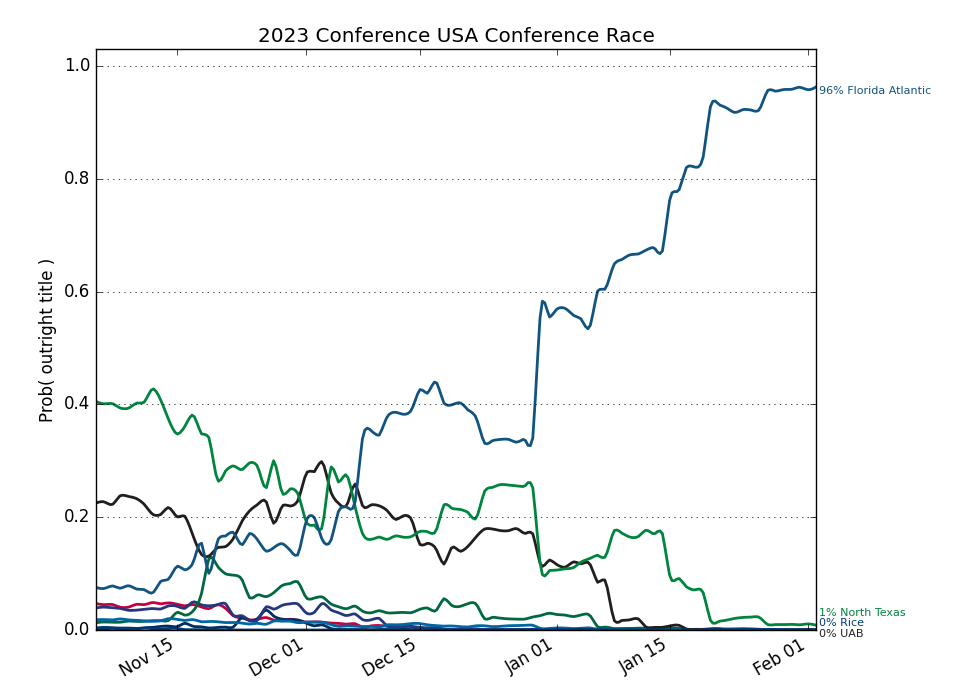 2023 Conference USA Conference Race
Prob( outright title )
1.0
0.8
0.6
0.4
0.2
0.0
Nov 15
Dec 01
Dec 15
Jan 01
Jan 15
Feb 01
96% Florida Atlantic
1% North Texas
0% Rice
0% UAB